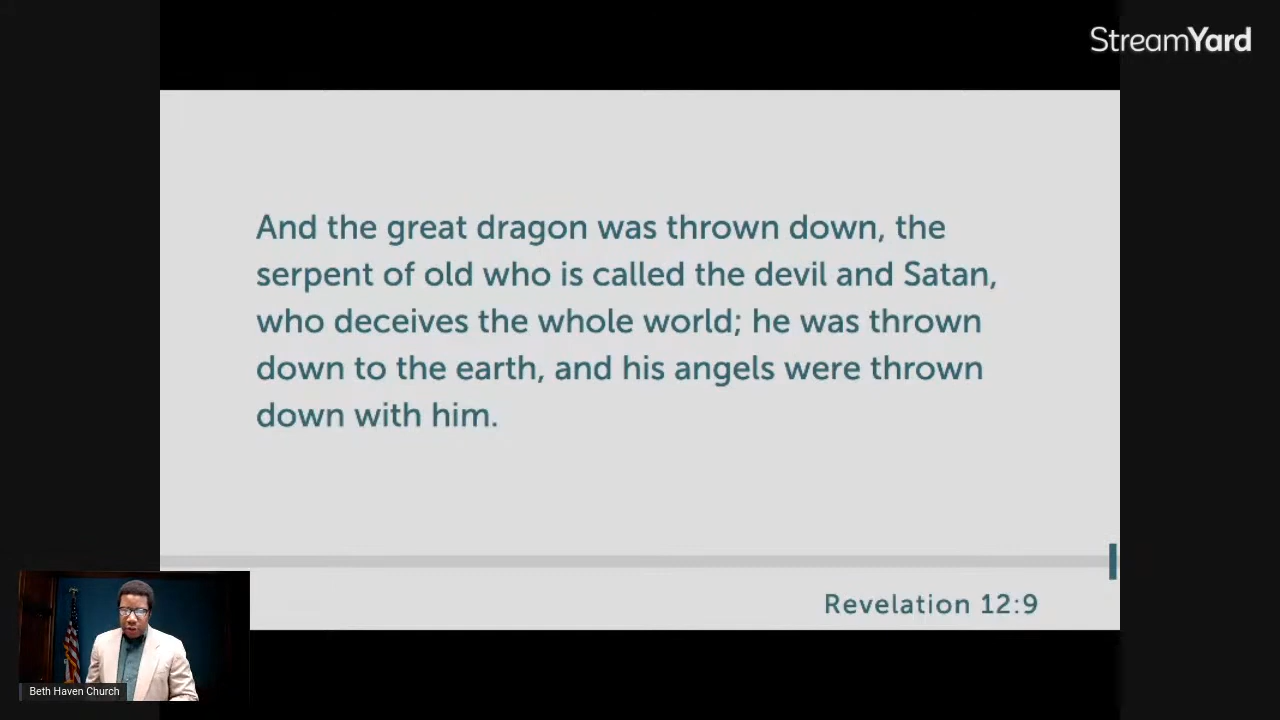 StreamYard
And the great dragon was thrown down, the
serpent of old who is called the devil and Satan,
who deceives the whole world; he was thrown
down to the earth, and his angels were thrown
down with him.
Revelation 12:9
Beth Haven Church